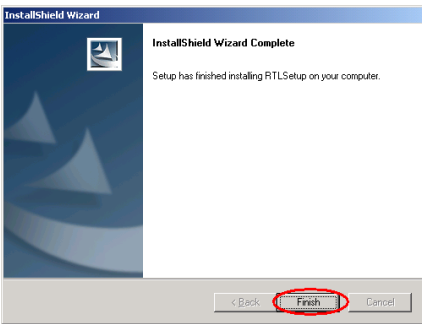 InstallShield Wizard
InstallShield Wizard Complete
Setup has finished installing RTLSetup on your computer.
< Back Finish Cancel